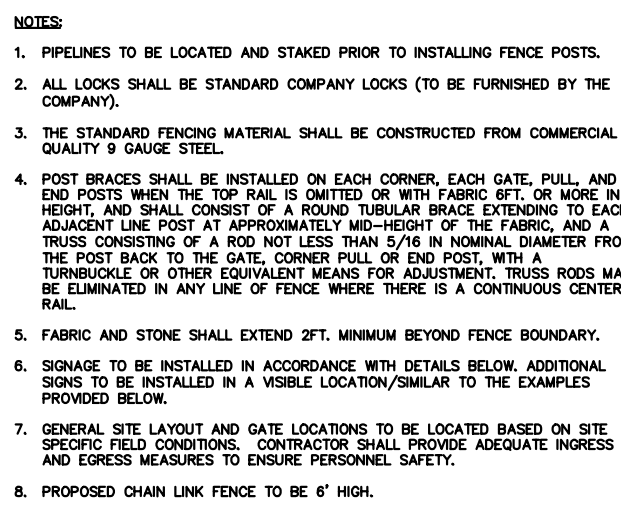 NOTES:
1. PIPELINES TO BE LOCATED AND STAKED PRIOR TO INSTALLING FENCE POSTS.
2. ALL LOCKS SHALL BE STANDARD COMPANY LOCKS (TO BE FURNISHED BY THE
COMPANY).
3. THE STANDARD FENCING MATERIAL SHALL BE CONSTRUCTED FROM COMMERCIAL
QUALITY 9 GAUGE STEEL.
4. POST BRACES SHALL BE INSTALLED ON EACH CORNER, EACH GATE, PULL, AND
END POSTS WHEN THE TOP RAIL IS OMITTED OR WITH FABRIC 6FT. OR MORE IN
HEIGHT, AND SHALL CONSIST OF A ROUND TUBULAR BRACE EXTENDING TO EAC
ADJACENT LINE POST AT APPROXIMATELY MID-HEIGHT OF THE FABRIC, AND A
TRUSS CONSISTING OF A ROD NOT LESS THAN 5/16 IN NOMINAL DIAMETER FRO
THE POST BACK TO THE GATE, CORNER PULL OR END POST, WITH A
TURNBUCKLE OR OTHER EQUIVALENT MEANS FOR ADJUSTMENT. TRUSS RODS MA
BE ELIMINATED IN ANY LINE OF FENCE WHERE THERE IS A CONTINUOUS CENTER
RAIL.
5. FABRIC AND STONE SHALL EXTEND 2FT. MINIMUM BEYOND FENCE BOUNDARY.
6. SIGNAGE TO BE INSTALLED IN ACCORDANCE WITH DETAILS BELOW. ADDITIONAL
SIGNS TO BE INSTALLED IN A VISIBLE LOCATION/SIMILAR TO THE EXAMPLES
PROVIDED BELOW.
7. GENERAL SITE LAYOUT AND GATE LOCATIONS TO BE LOCATED BASED ON SITE
SPECIFIC FIELD CONDITIONS. CONTRACTOR SHALL PROVIDE ADEQUATE INGRESS
AND EGRESS MEASURES TO ENSURE PERSONNEL SAFETY.
8. PROPOSED CHAIN LINK FENCE TO BE 6' HIGH.